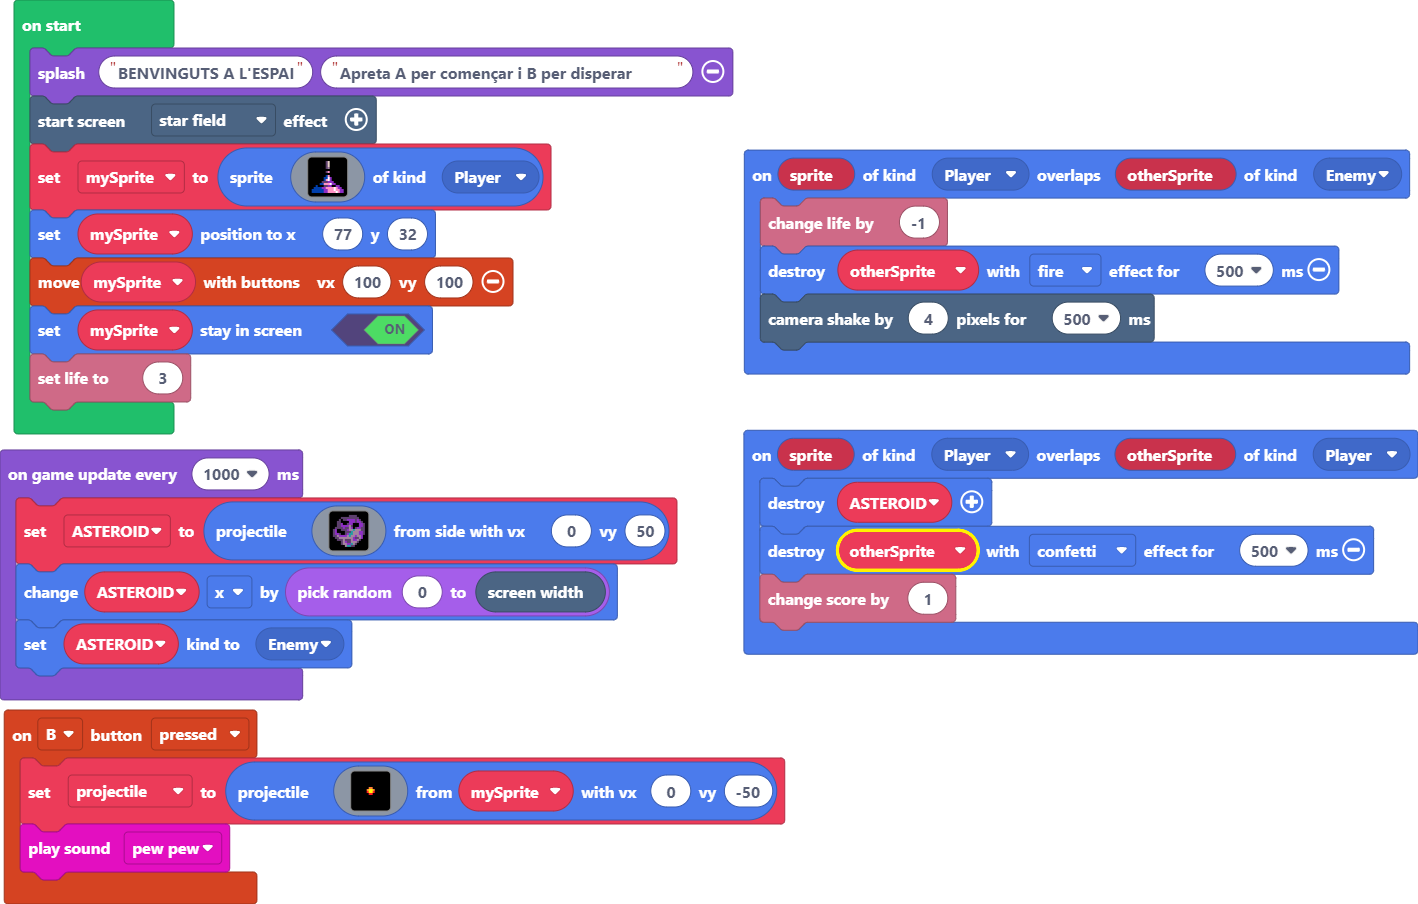 on start
splash "BENVINGUTS A L'ESPAI" "Apreta A per començar i B per disperar"
start screen star field effect
set mySprite to sprite of kind Player
set mySprite position to x 77 y 32
move mySprite with buttons vx 100 vy 100
set mySprite stay in screen ON
set life to 3
on game update every 1000 ms
set ASTEROID to projectile from side with vx 0 vy 50
change ASTEROID x by pick random 0 to screen width
set ASTEROID kind to Enemy
on B button pressed
set projectile to projectile from mySprite with vx 0 vy -50
play sound pew pew
on sprite of kind Player overlaps otherSprite of kind Enemy
change life by -1
destroy otherSprite with fire effect for 500 ms
camera shake by 4 pixels for 500 ms
on sprite of kind Player overlaps otherSprite of kind Player
destroy ASTEROID
destroy otherSprite with confetti effect for 500 ms
change score by 1